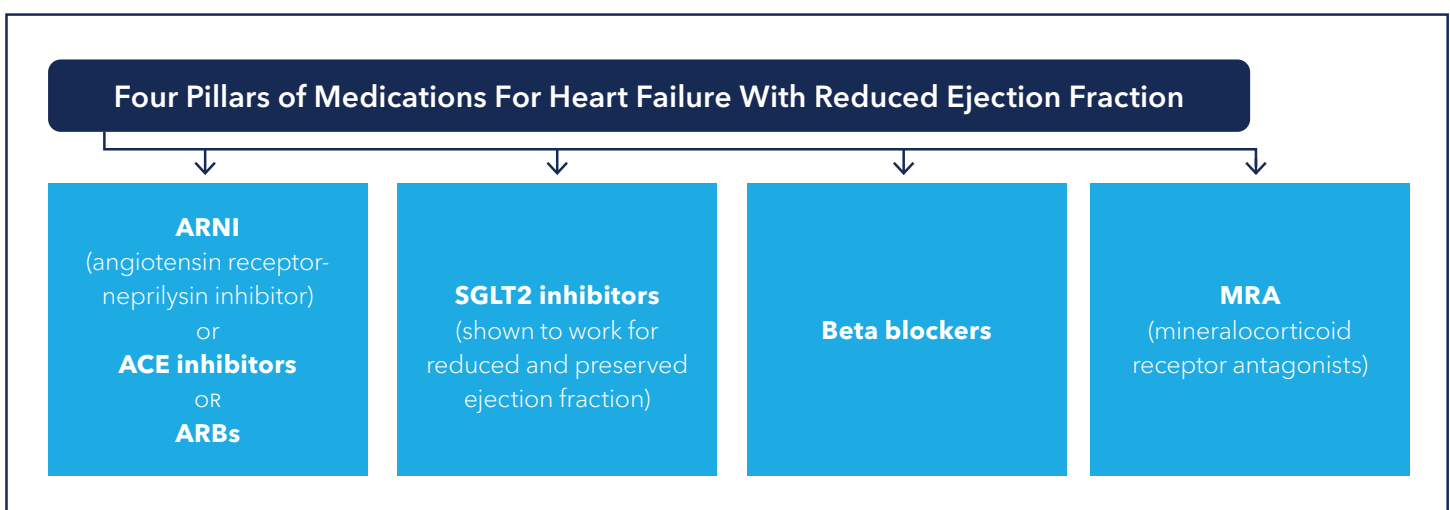 Four Pillars of Medications For Heart Failure With Reduced Ejection Fraction
ARNI
(angiotensin receptor-
neprilysin inhibitor)
or
ACE inhibitors
OR
ARBs
SGLT2 inhibitors
(shown to work for
reduced and preserved
ejection fraction)
Beta blockers
MRA
(mineralocorticoid
receptor antagonists)